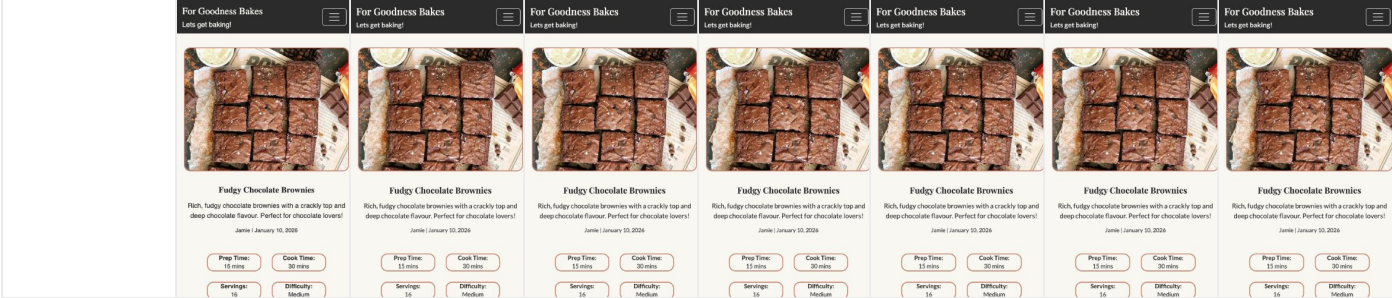 For Goodness Bakes
Lets get baking!
Fudgy Chocolate Brownies
Rich, fudgy chocolate brownies with a crackly top and
deep chocolate flavour. Perfect for chocolate lovers!
Jamie | January 10, 2026
Prep Time:
15 mins
Cook Time:
30 mins
Servings:
16
Difficulty:
Medium
For Goodness Bakes
Lets get baking!
Fudgy Chocolate Brownies
Rich, fudgy chocolate brownies with a crackly top and
deep chocolate flavour. Perfect for chocolate lovers!
Jamie | January 10, 2026
Prep Time:
15 mins
Cook Time:
30 mins
Servings:
16
Difficulty:
Medium
For Goodness Bakes
Lets get baking!
Fudgy Chocolate Brownies
Rich, fudgy chocolate brownies with a crackly top and
deep chocolate flavour. Perfect for chocolate lovers!
Jamie | January 10, 2026
Prep Time:
15 mins
Cook Time:
30 mins
Servings:
16
Difficulty:
Medium
For Goodness Bakes
Lets get baking!
Fudgy Chocolate Brownies
Rich, fudgy chocolate brownies with a crackly top and
deep chocolate flavour. Perfect for chocolate lovers!
Jamie | January 10, 2026
Prep Time:
15 mins
Cook Time:
30 mins
Servings:
16
Difficulty:
Medium
For Goodness Bakes
Lets get baking!
Fudgy Chocolate Brownies
Rich, fudgy chocolate brownies with a crackly top and
deep chocolate flavour. Perfect for chocolate lovers!
Jamie | January 10, 2026
Prep Time:
15 mins
Cook Time:
30 mins
Servings:
16
Difficulty:
Medium
For Goodness Bakes
Lets get baking!
Fudgy Chocolate Brownies
Rich, fudgy chocolate brownies with a crackly top and
deep chocolate flavour. Perfect for chocolate lovers!
Jamie | January 10, 2026
Prep Time:
15 mins
Cook Time:
30 mins
Servings:
16
Difficulty:
Medium
For Goodness Bakes
Lets get baking!
Fudgy Chocolate Brownies
Rich, fudgy chocolate brownies with a crackly top and
deep chocolate flavour. Perfect for chocolate lovers!
Jamie | January 10, 2026
Prep Time:
15 mins
Cook Time:
30 mins
Servings:
16
Difficulty:
Medium